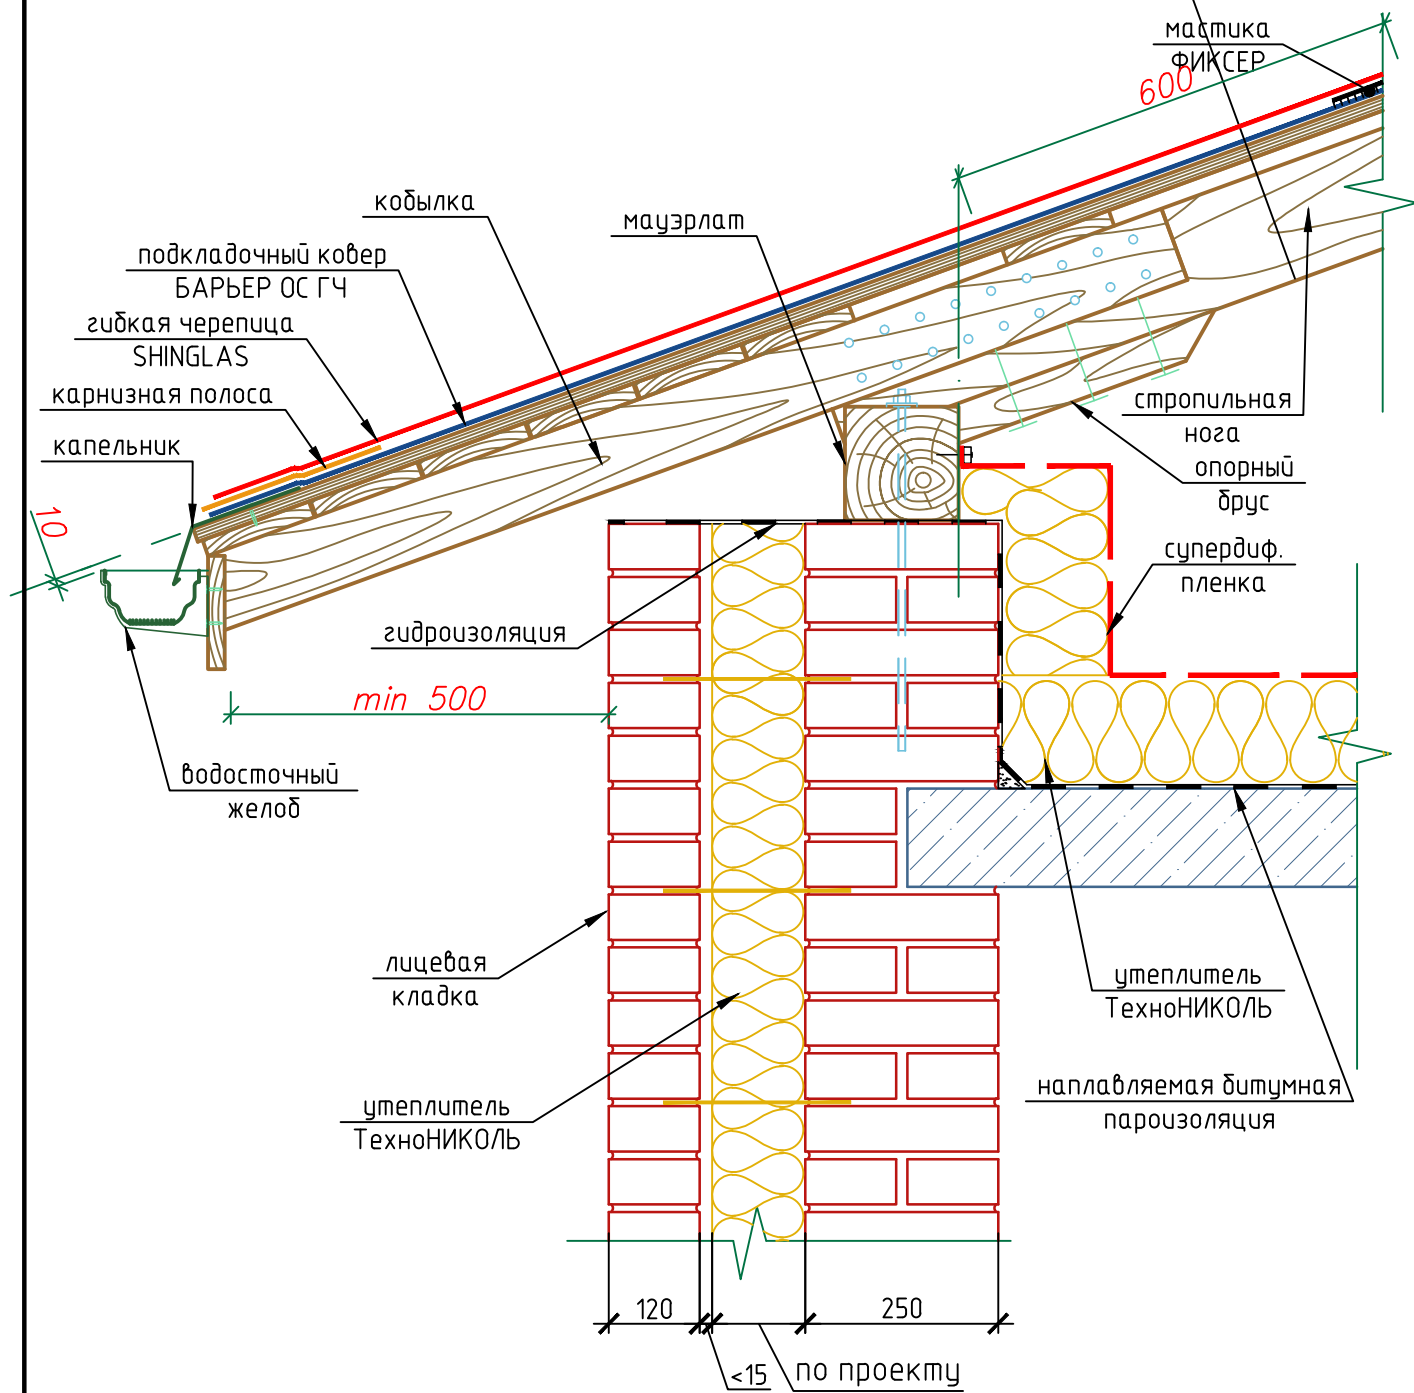 мастика
ФИКСЕР
600
кобылка
мауэрлат
подкладочный ковер
БАРЬЕР ОС ГЧ
гибкая черепица
SHINGLAS
карнизная полоса
капельник
10
стропильная
нога
опорный
брус
супердиф.
пленка
гидроизоляция
min 500
водосточный
желоб
лицевая
кладка
утеплитель
ТехноНИКОЛЬ
наплавляемая битумная
пароизоляция
утеплитель
ТехноНИКОЛЬ
120
250
<15
по проекту